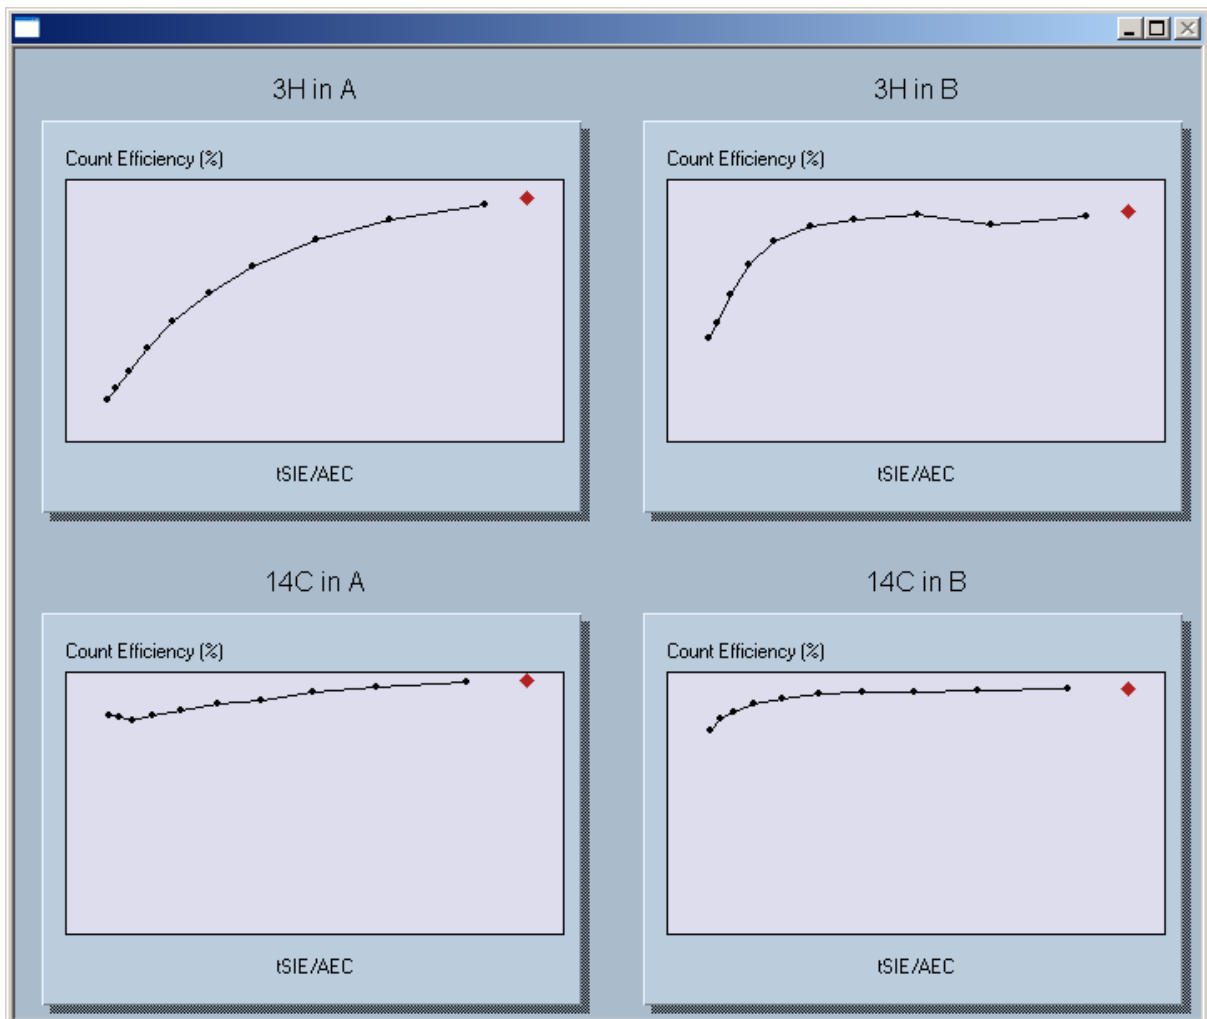 3H in A
Count Efficiency (%)
tSIE/AEC
3H in B
Count Efficiency (%)
tSIE/AEC
14C in A
Count Efficiency (%)
tSIE/AEC
14C in B
Count Efficiency (%)
tSIE/AEC